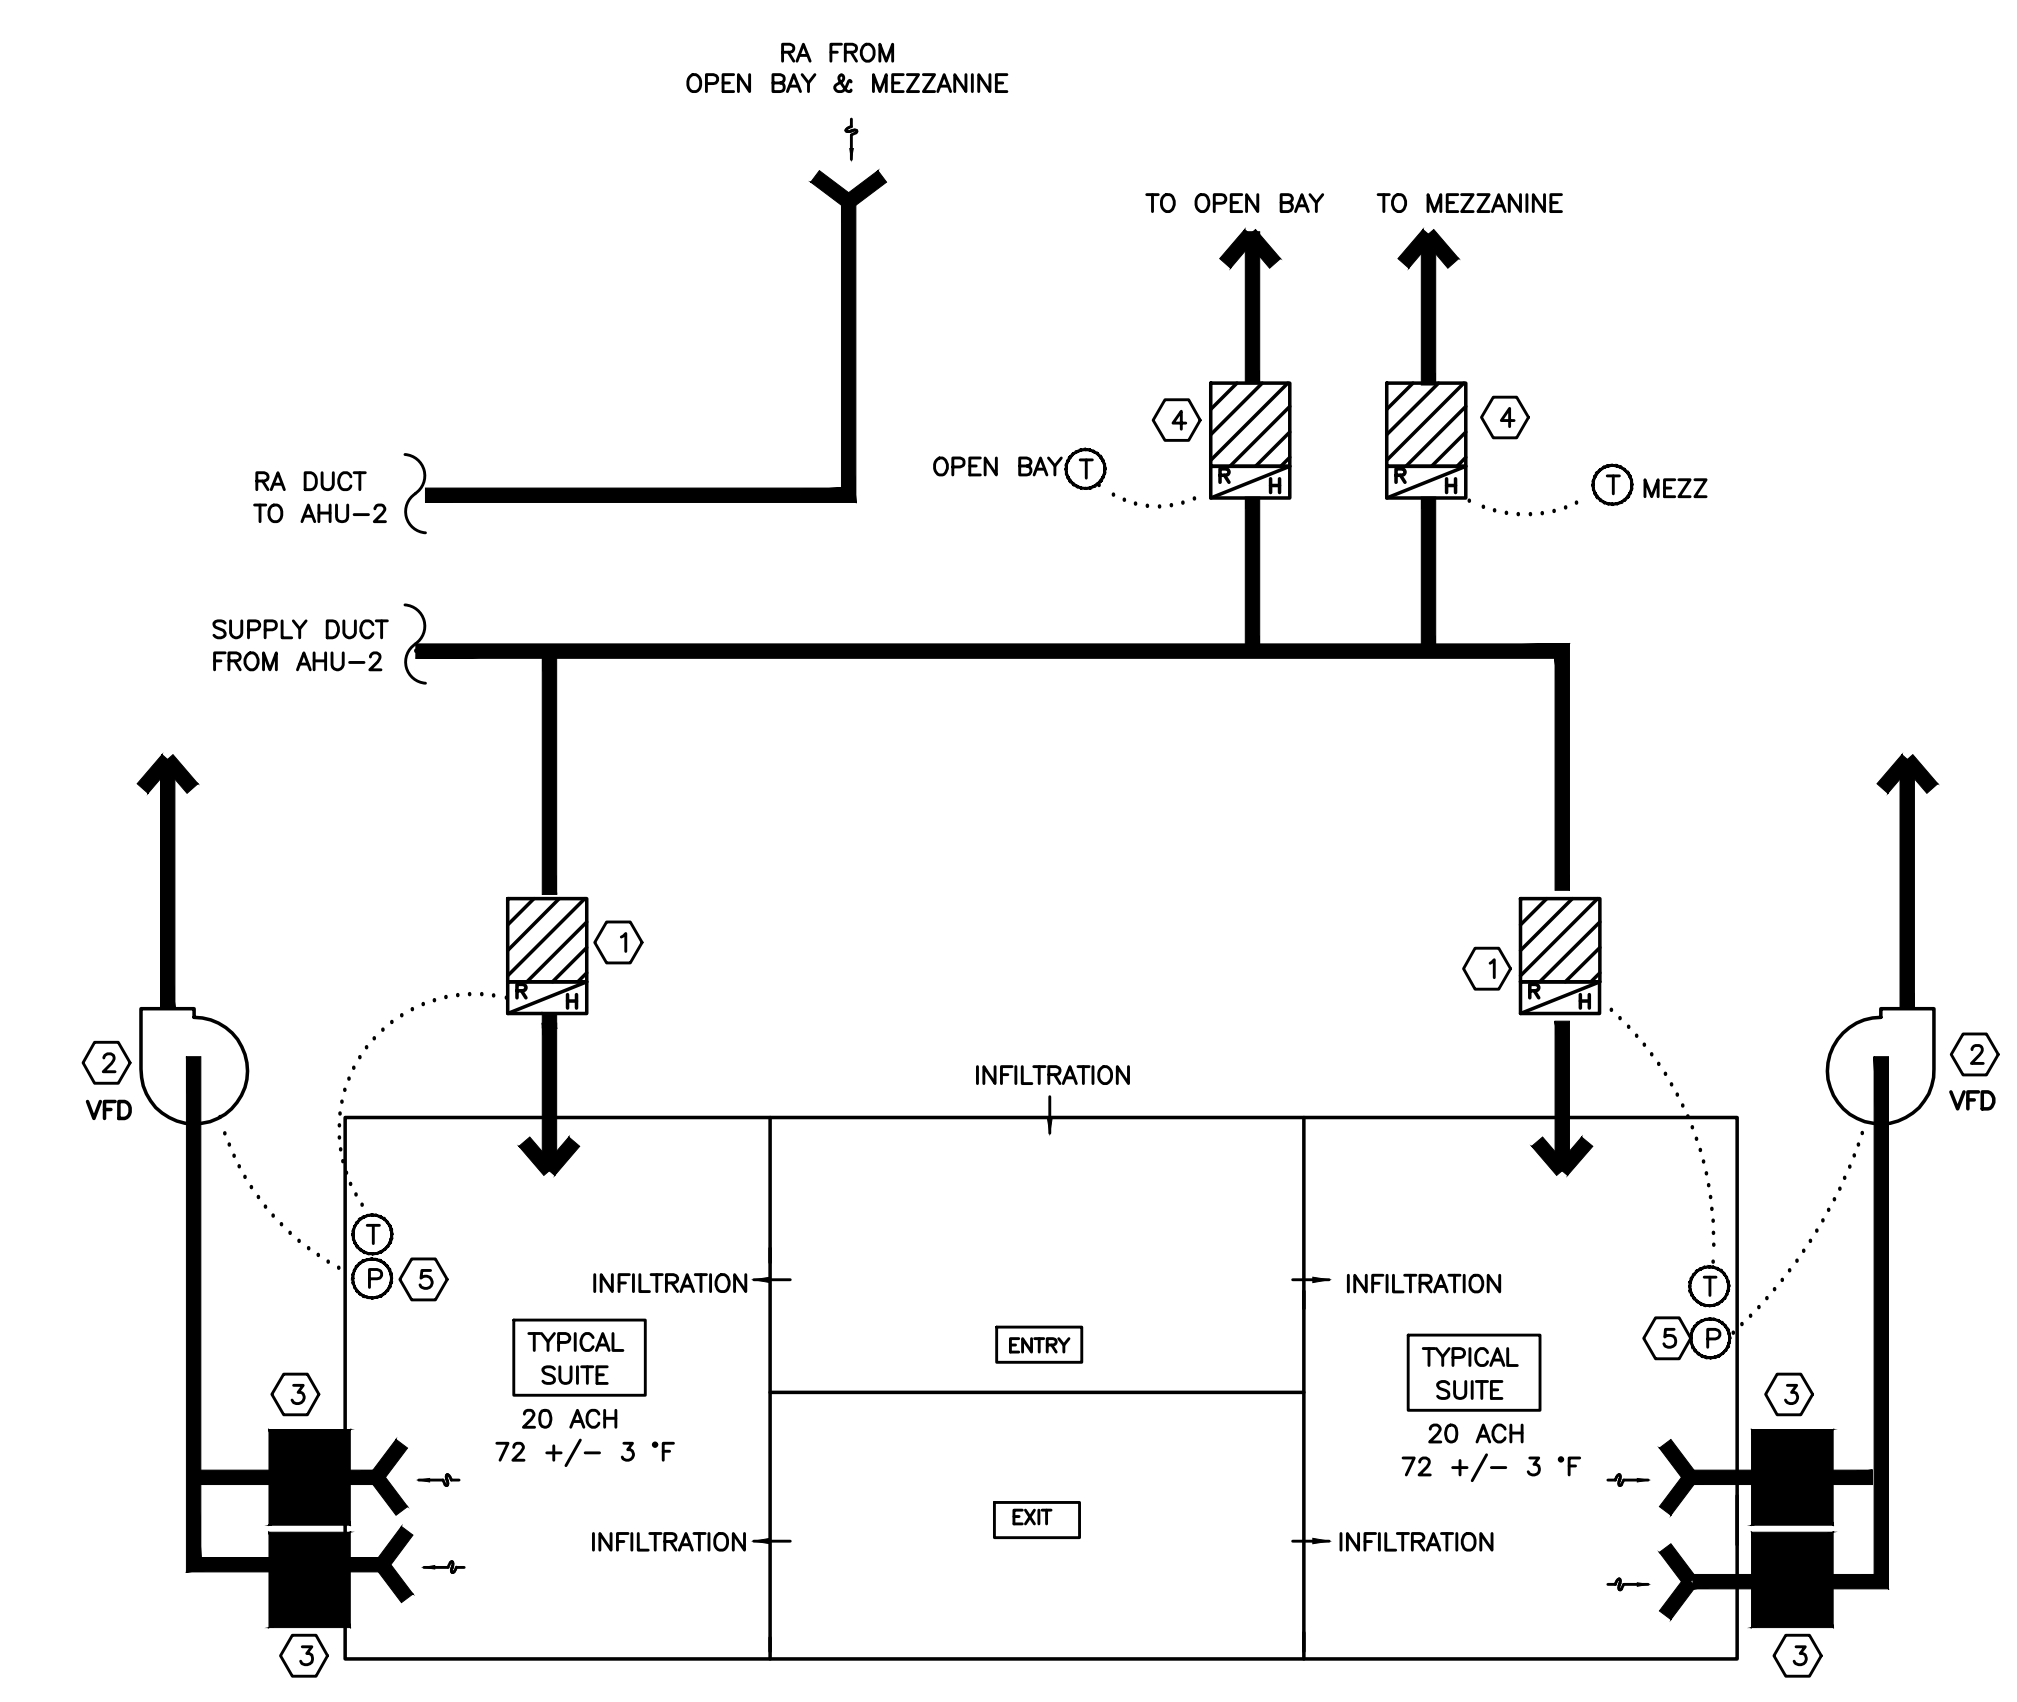 RA FROM
OPEN BAY & MEZZANINE
TO OPEN BAY
TO MEZZANINE
4
4
OPEN BAY T
R H
R H
T MEZZ
RA DUCT
TO AHU-2
SUPPLY DUCT
FROM AHU-2
1
1
R H
R H
2
VFD
2
VFD
INFILTRATION
T
P 5
INFILTRATION
INFILTRATION
T
5 P
TYPICAL
SUITE
20 ACH
72 +/- 3 °F
ENTRY
TYPICAL
SUITE
20 ACH
72 +/- 3 °F
3
3
EXIT
INFILTRATION
INFILTRATION
3
3